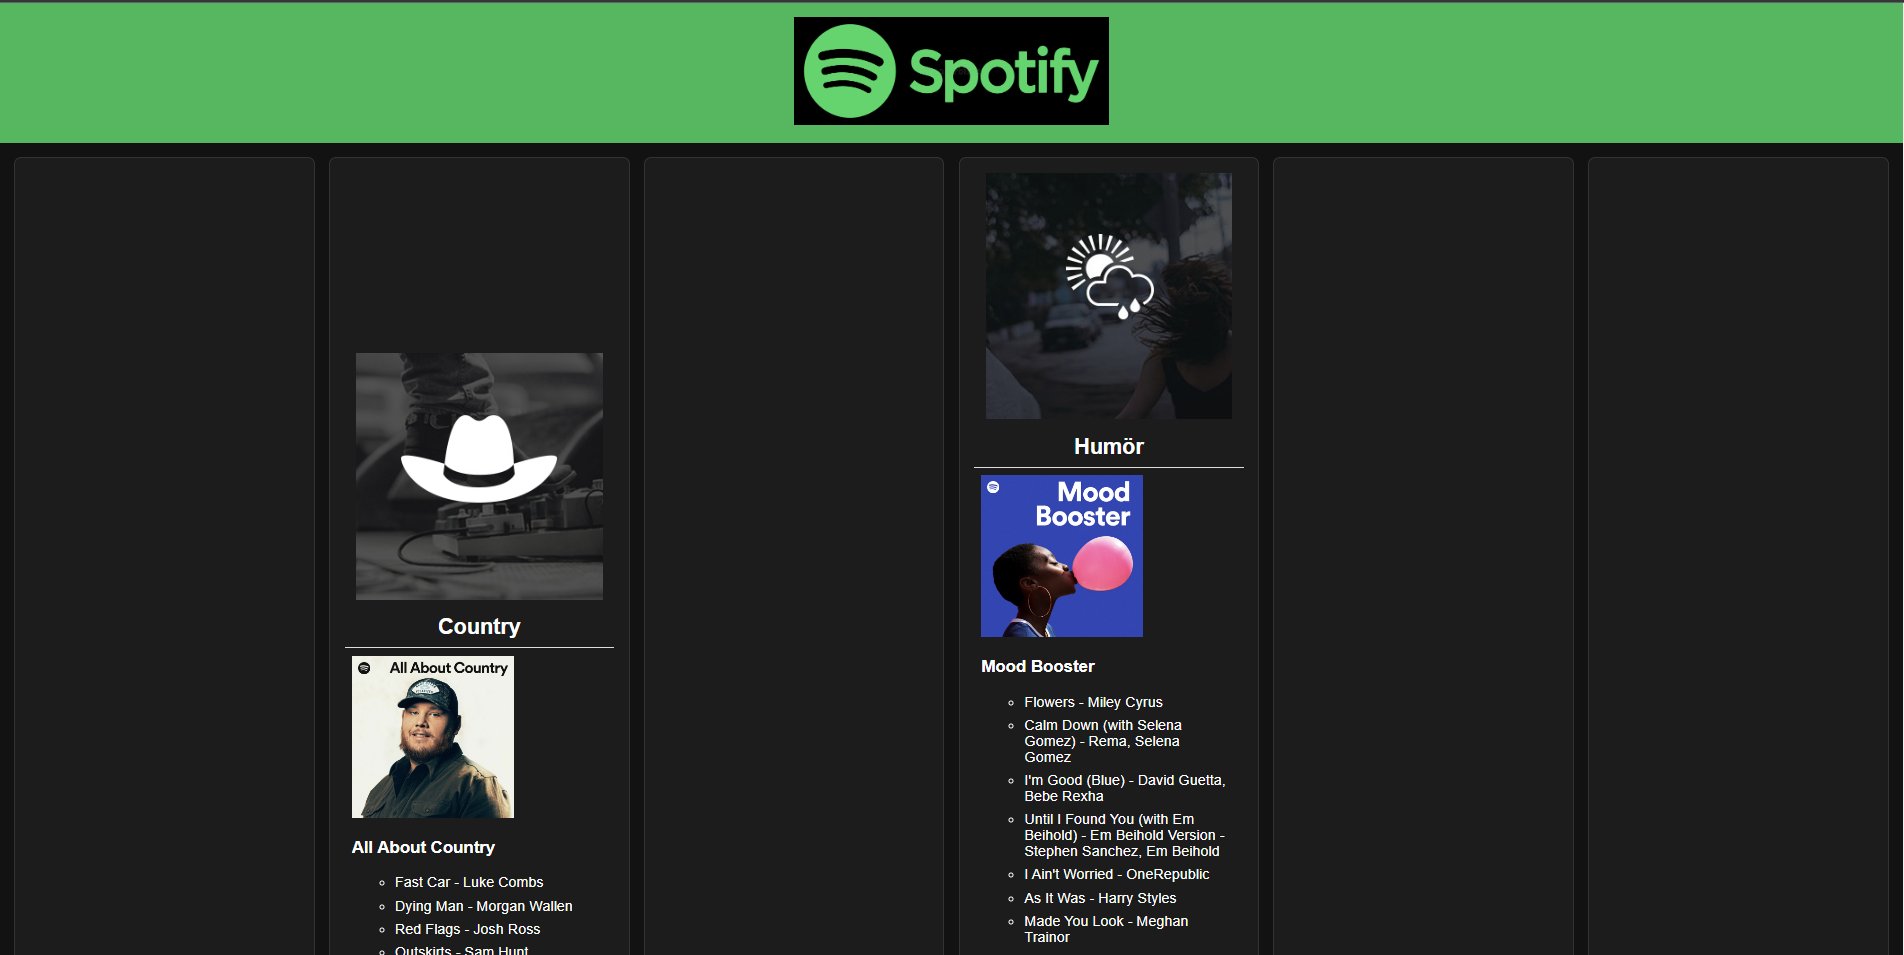 Spotify
Country
All About Country
All About Country
Fast Car - Luke Combs
Dying Man - Morgan Wallen
Red Flags - Josh Ross
Outskirts - Sam Hunt
Humör
Mood
Booster
Mood Booster
Flowers - Miley Cyrus
Calm Down (with Selena
Gomez) - Rema, Selena
Gomez
I'm Good (Blue) - David Guetta,
Bebe Rexha
Until I Found You (with Em
Beihold) - Em Beihold Version -
Stephen Sanchez, Em Beihold
I Ain't Worried - OneRepublic
As It Was - Harry Styles
Made You Look - Meghan
Trainor